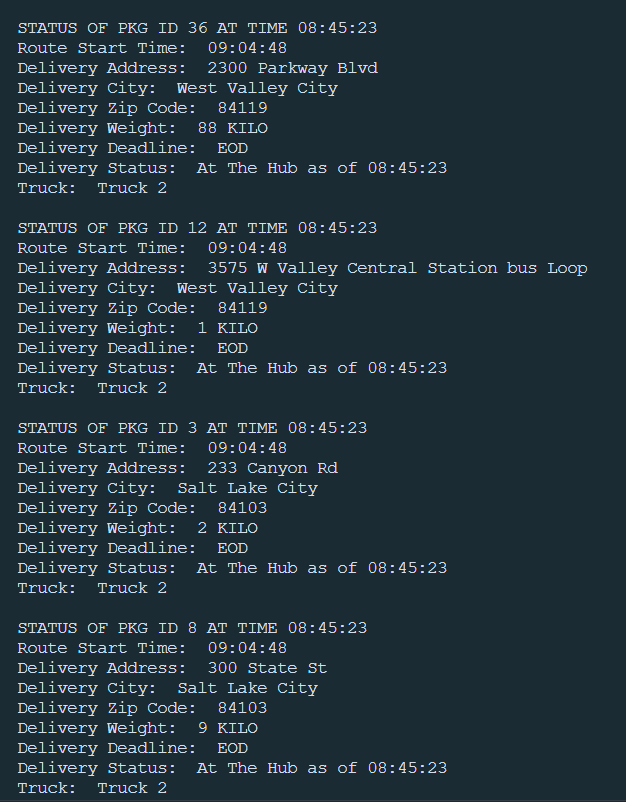 STATUS OF PKG ID 36 AT TIME 08:45:23
Route Start Time:  09:04:48
Delivery Address:  2300 Parkway Blvd
Delivery City:  West Valley City
Delivery Zip Code:  84119
Delivery Weight:  88 KILO
Delivery Deadline:  EOD
Delivery Status:  At The Hub as of 08:45:23
Truck:  Truck 2

STATUS OF PKG ID 12 AT TIME 08:45:23
Route Start Time:  09:04:48
Delivery Address:  3575 W Valley Central Station bus Loop
Delivery City:  West Valley City
Delivery Zip Code:  84119
Delivery Weight:  1 KILO
Delivery Deadline:  EOD
Delivery Status:  At The Hub as of 08:45:23
Truck:  Truck 2

STATUS OF PKG ID 3 AT TIME 08:45:23
Route Start Time:  09:04:48
Delivery Address:  233 Canyon Rd
Delivery City:  Salt Lake City
Delivery Zip Code:  84103
Delivery Weight:  2 KILO
Delivery Deadline:  EOD
Delivery Status:  At The Hub as of 08:45:23
Truck:  Truck 2

STATUS OF PKG ID 8 AT TIME 08:45:23
Route Start Time:  09:04:48
Delivery Address:  300 State St
Delivery City:  Salt Lake City
Delivery Zip Code:  84103
Delivery Weight:  9 KILO
Delivery Deadline:  EOD
Delivery Status:  At The Hub as of 08:45:23
Truck:  Truck 2